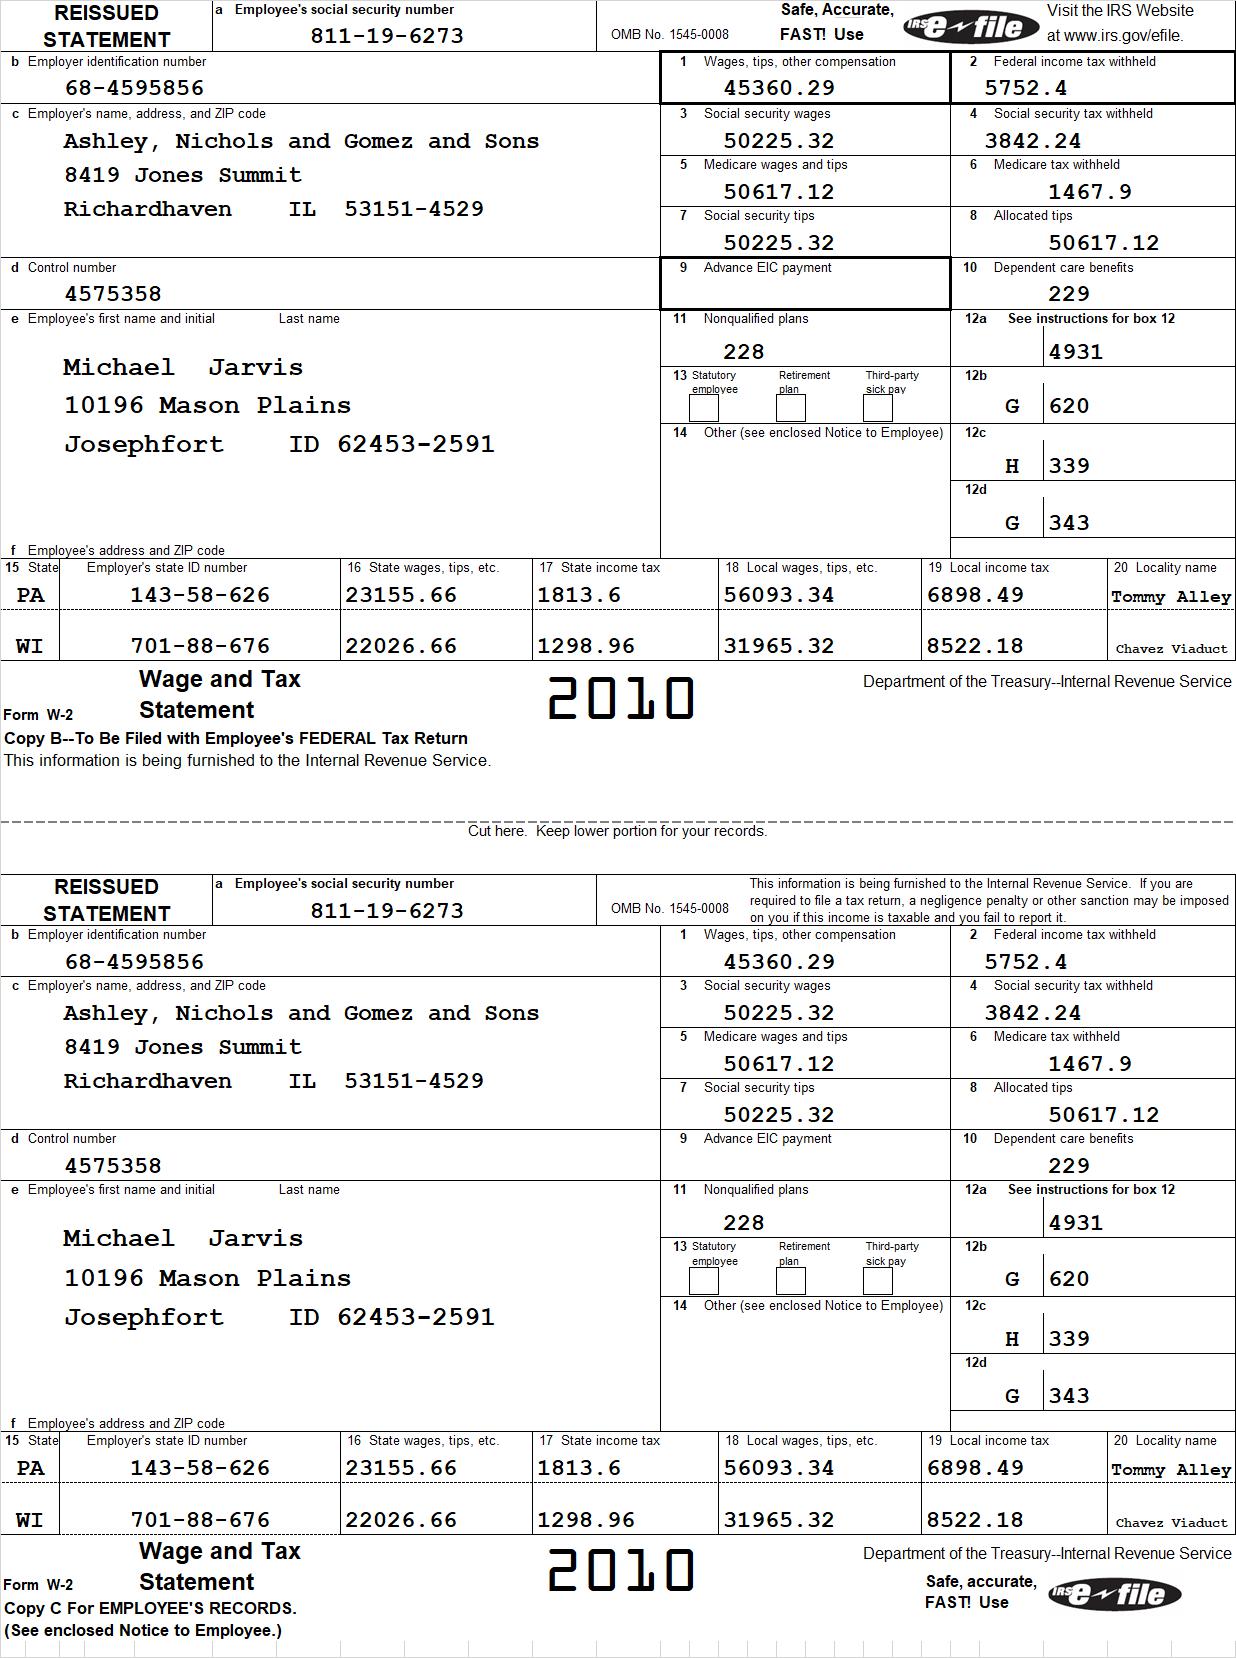 REISSUED STATEMENT
a Employee's social security number
811-19-6273
OMB No. 1545-0008
Safe, Accurate,
FAST! Use
IRS e-file
Visit the IRS Website
at www.irs.gov/efile.
b Employer identification number
68-4595856
1 Wages, tips, other compensation
45360.29
2 Federal income tax withheld
5752.4
c Employer's name, address, and ZIP code
Ashley, Nichols and Gomez and Sons
8419 Jones Summit
Richardhaven IL 53151-4529
3 Social security wages
50225.32
4 Social security tax withheld
3842.24
5 Medicare wages and tips
50617.12
6 Medicare tax withheld
1467.9
7 Social security tips
50225.32
8 Allocated tips
50617.12
d Control number
4575358
9 Advance EIC payment
10 Dependent care benefits
229
e Employee's first name and initial Last name
Michael Jarvis
10196 Mason Plains
Josephfort ID 62453-2591
f Employee's address and ZIP code
11 Nonqualified plans
228
12a See instructions for box 12
4931
13 Statutory employee
Retirement plan
Third-party sick pay
12b
G 620
14 Other (see enclosed Notice to Employee)
12c
H 339
12d
G 343
15 State Employer's state ID number 16 State wages, tips, etc. 17 State income tax 18 Local wages, tips, etc. 19 Local income tax 20 Locality name
PA 143-58-626 23155.66 1813.6 56093.34 6898.49 Tommy Alley
WI 701-88-676 22026.66 1298.96 31965.32 8522.18 Chavez Viaduct
Form W-2
Wage and Tax
Statement
2010
Department of the Treasury--Internal Revenue Service
Copy B--To Be Filed with Employee's FEDERAL Tax Return
This information is being furnished to the Internal Revenue Service.
Cut here. Keep lower portion for your records.
REISSUED STATEMENT
a Employee's social security number
811-19-6273
OMB No. 1545-0008
This information is being furnished to the Internal Revenue Service. If you are
required to file a tax return, a negligence penalty or other sanction may be imposed
on you if this income is taxable and you fail to report it.
b Employer identification number
68-4595856
1 Wages, tips, other compensation
45360.29
2 Federal income tax withheld
5752.4
c Employer's name, address, and ZIP code
Ashley, Nichols and Gomez and Sons
8419 Jones Summit
Richardhaven IL 53151-4529
3 Social security wages
50225.32
4 Social security tax withheld
3842.24
5 Medicare wages and tips
50617.12
6 Medicare tax withheld
1467.9
7 Social security tips
50225.32
8 Allocated tips
50617.12
d Control number
4575358
9 Advance EIC payment
10 Dependent care benefits
229
e Employee's first name and initial Last name
Michael Jarvis
10196 Mason Plains
Josephfort ID 62453-2591
f Employee's address and ZIP code
11 Nonqualified plans
228
12a See instructions for box 12
4931
13 Statutory employee
Retirement plan
Third-party sick pay
12b
G 620
14 Other (see enclosed Notice to Employee)
12c
H 339
12d
G 343
15 State Employer's state ID number 16 State wages, tips, etc. 17 State income tax 18 Local wages, tips, etc. 19 Local income tax 20 Locality name
PA 143-58-626 23155.66 1813.6 56093.34 6898.49 Tommy Alley
WI 701-88-676 22026.66 1298.96 31965.32 8522.18 Chavez Viaduct
Form W-2
Wage and Tax
Statement
2010
Department of the Treasury--Internal Revenue Service
Safe, accurate,
FAST! Use
IRS e-file
Copy C For EMPLOYEE'S RECORDS.
(See enclosed Notice to Employee.)